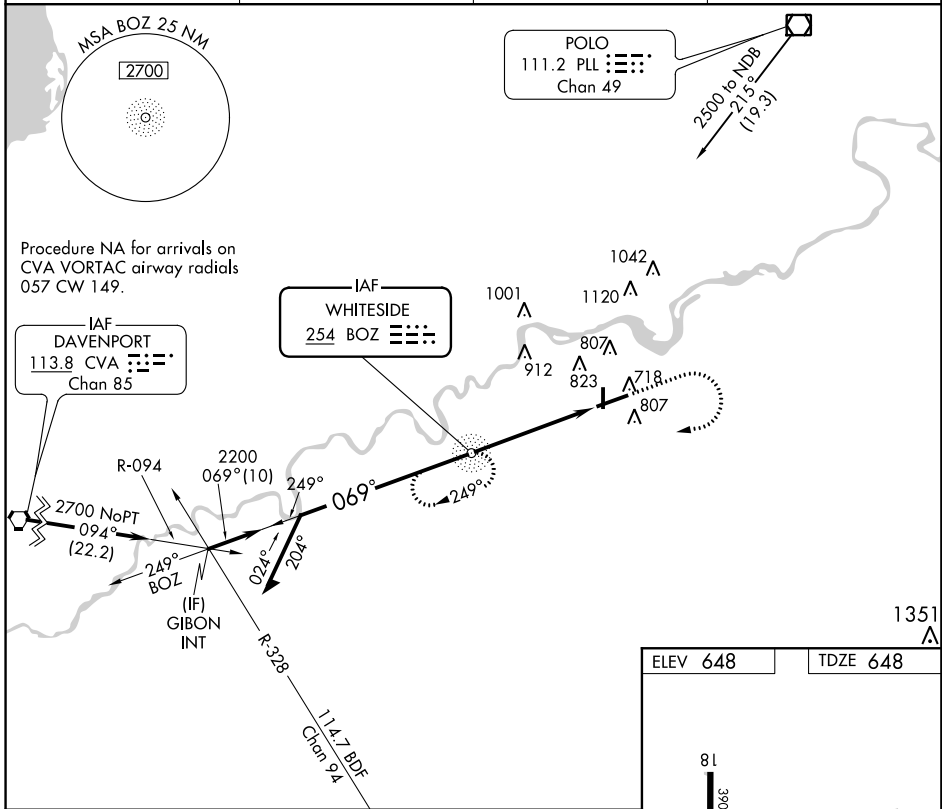 MSA BOZ 25 NM
2700
POLO
111.2 PLL
Chan 49
2500 to NDB
215°
(19.3)
Procedure NA for arrivals on
CVA VORTAC airway radials
057 CW 149.
IAF
DAVENPORT
113.8 CVA
Chan 85
IAF
WHITESIDE
254 BOZ
1001
912
1042
1120
807
823
718
807
R-094
2200
069° (10)
249°
069°
249°
2700 NoPT
094°
(22.2)
249°
BOZ
(IF)
GIBON
INT
024°
204°
R-328
114.7 BDF
Chan 94
1351
ELEV 648
TDZE 648
18